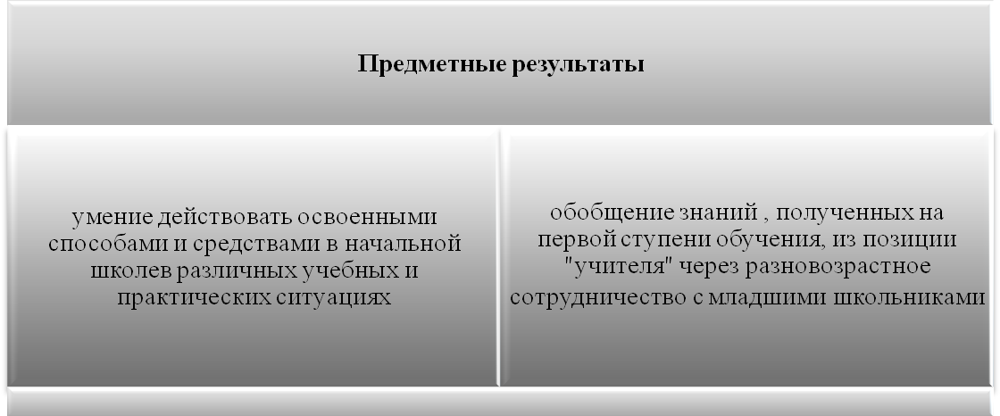 Предметные результаты
умение действовать освоенными
способами и средствами в начальной
школев различных учебных и
практических ситуациях
обобщение знаний , полученных на
первой ступени обучения, из позиции
"учителя" через разновозрастное
сотрудничество с младшими школьниками